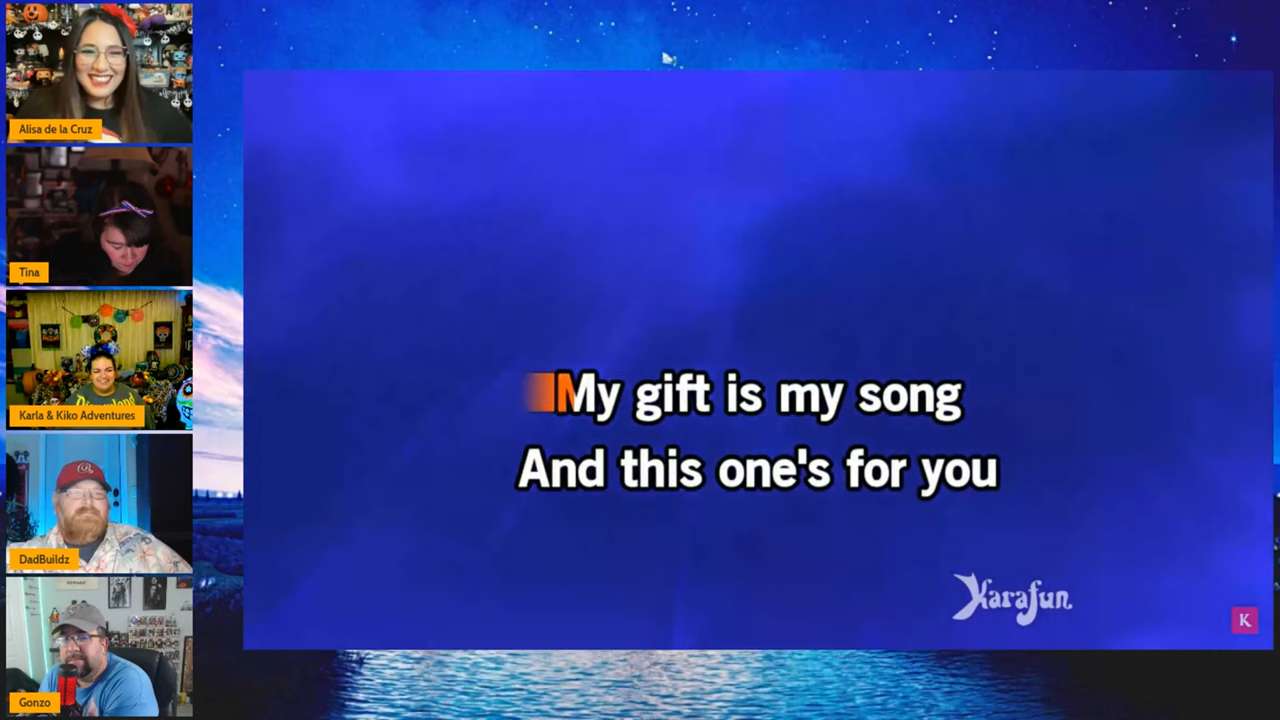 Alisa de la Cruz
Tina
Karla & Kiko Adventures
DadBuildz
Gonzo
My gift is my song
And this one's for you
Karafun
K